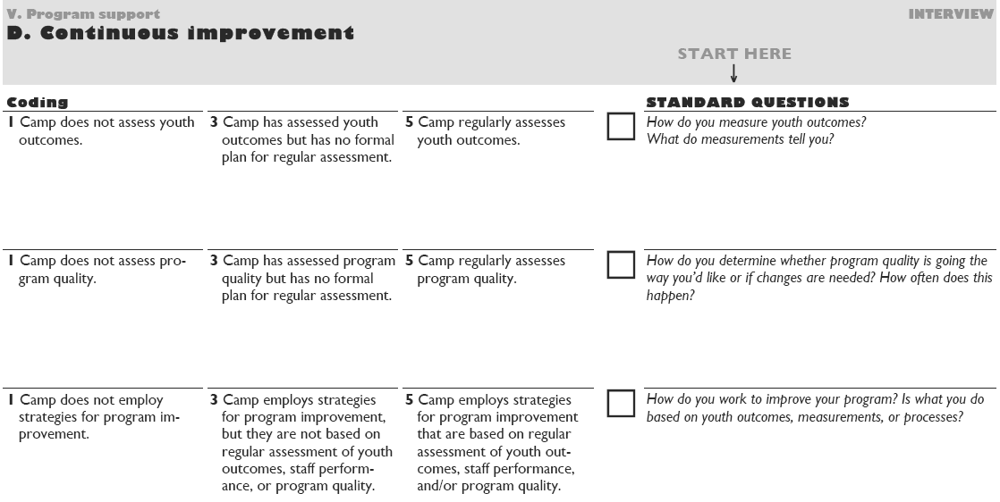 V. Program support
INTERVIEW
D. Continuous improvement
START HERE
Coding
STANDARD QUESTIONS
1 Camp does not assess youth
outcomes.
3 Camp has assessed youth
outcomes but has no formal
plan for regular assessment.
5 Camp regularly assesses
youth outcomes.
How do you measure youth outcomes?
What do measurements tell you?
1 Camp does not assess pro-
gram quality.
3 Camp has assessed program
quality but has no formal
plan for regular assessment.
5 Camp regularly assesses
program quality.
How do you determine whether program quality is going the
way you’d like or if changes are needed? How often does this
happen?
1 Camp does not employ
strategies for program im-
provement.
3 Camp employs strategies
for program improvement,
but they are not based on
regular assessment of youth
outcomes, staff perform-
ance, or program quality.
5 Camp employs strategies
for program improvement
that are based on regular
assessment of youth out-
comes, staff performance,
and/or program quality.
How do you work to improve your program? Is what you do
based on youth outcomes, measurements, or processes?